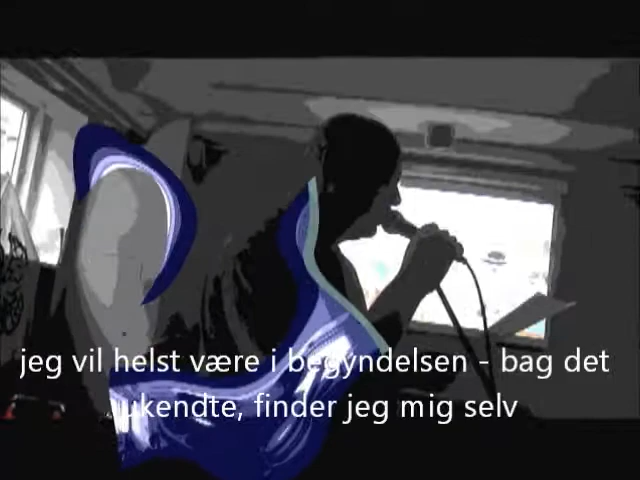 jeg vil helst være i begyndelsen - bag det
ukendte, finder jeg mig selv